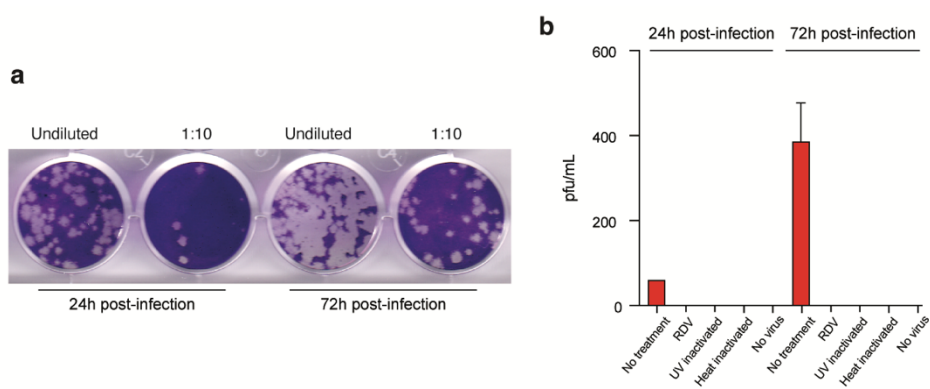 a
Undiluted 1:10 Undiluted 1:10
24h post-infection 72h post-infection
b
24h post-infection 72h post-infection
600
400
200
0
pfu/mL
No treatment
RDV
UV inactivated
Heat inactivated
No virus
No treatment
RDV
UV inactivated
Heat inactivated
No virus